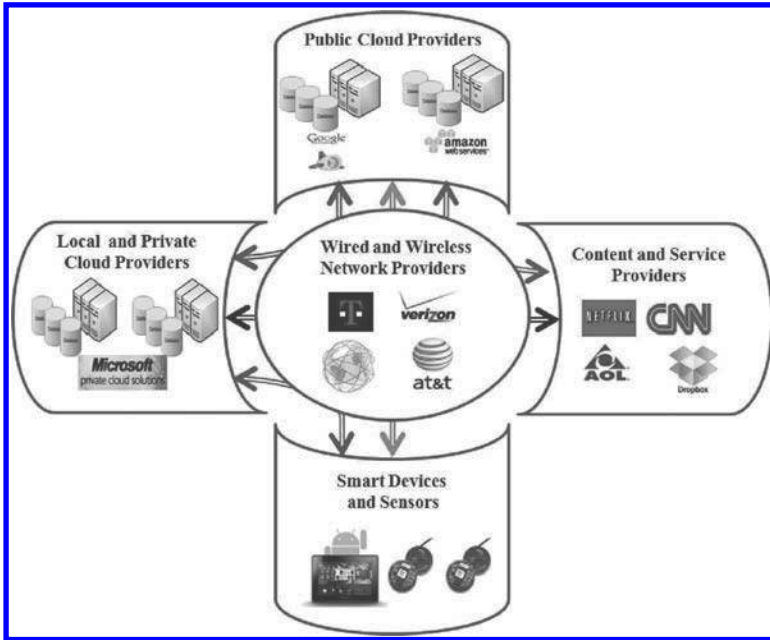 Public Cloud Providers
Google
amazon
web services
Local and Private
Cloud Providers
Microsoft
private cloud solutions
Wired and Wireless
Network Providers
T
verizon
at&t
Content and Service
Providers
NETFLIX
CNN
AOL
Dropbox
Smart Devices
and Sensors